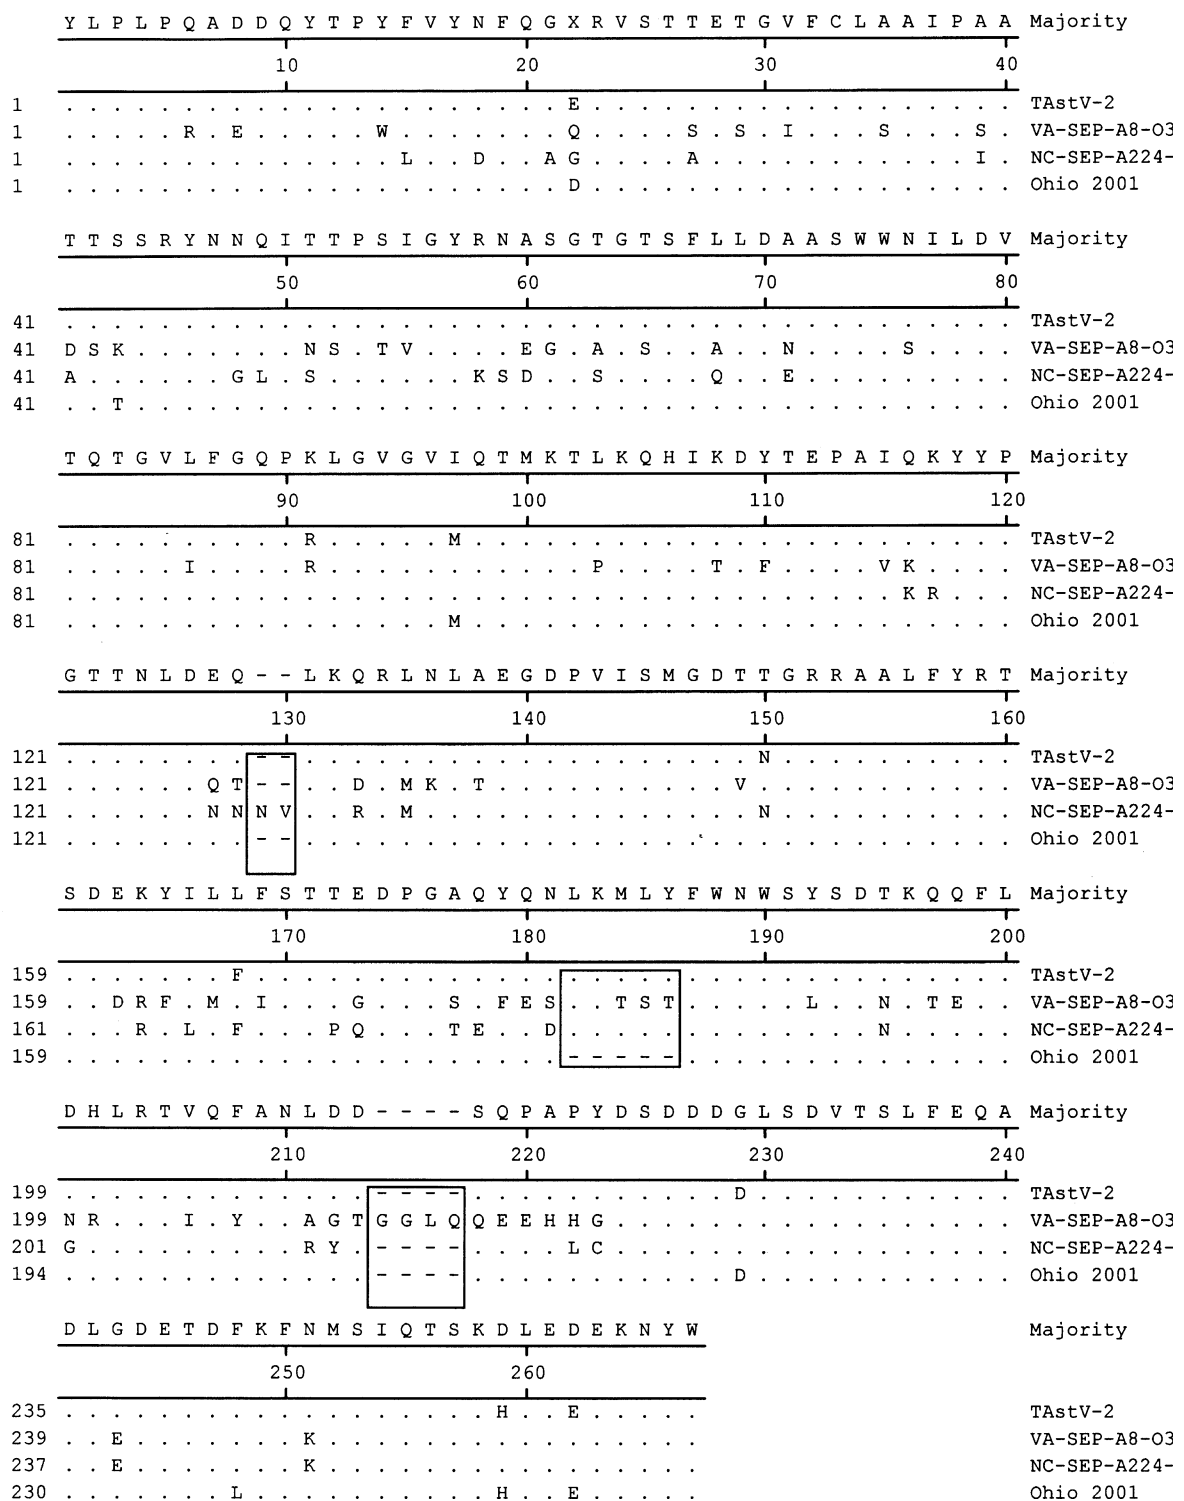 Y L P L P Q A D D Q Y T P Y F V Y N F Q G X R V S T T E T G V F C L A A I P A A Majority
10 20 30 40
1 . . . . . . . . . . . . . . . . . . . . . E . . . . . . . . . . . . . . . . . . TAstV-2
1 . . . . . R . E . . . . . W . . . . . . . Q . . . . S . S . I . . . S . . . S . VA-SEP-A8-03
1 . . . . . . . . . . . . . . L . . D . . A G . . . . A . . . . . . . . . . . I . NC-SEP-A224-
1 . . . . . . . . . . . . . . . . . . . . . D . . . . . . . . . . . . . . . . . . Ohio 2001
T T S S R Y N N Q I T T P S I G Y R N A S G T G T S F L L D A A S W W N I L D V Majority
50 60 70 80
41 . . . . . . . . . . . . . . . . . . . . . . . . . . . . . . . . . . . . . . . . TAstV-2
41 D S K . . . . . . . N S . T V . . . . E G . A . S . . A . . N . . . . S . . . . VA-SEP-A8-03
41 A . . . . . . G L . S . . . . . . K S D . . S . . . . Q . . E . . . . . . . . . NC-SEP-A224-
41 . . T . . . . . . . . . . . . . . . . . . . . . . . . . . . . . . . . . . . . . Ohio 2001
T Q T G V L F G Q P K L G V G V I Q T M K T L K Q H I K D Y T E P A I Q K Y Y P Majority
90 100 110 120
81 . . . . . . . . . . R . . . . . M . . . . . . . . . . . . . . . . . . . . . . . TAstV-2
81 . . . . . I . . . . R . . . . . . . . . . . P . . . . T . F . . . . V K . . . . VA-SEP-A8-03
81 . . . . . . . . . . . . . . . . . . . . . . . . . . . . . . . . . . . K R . . . NC-SEP-A224-
81 . . . . . . . . . . . . . . . . M . . . . . . . . . . . . . . . . . . . . . . . Ohio 2001
G T T N L D E Q - - L K Q R L N L A E G D P V I S M G D T T G R R A A L F Y R T Majority
130 140 150 160
121 . . . . . . . . - - . . . . . . . . . . . . . . . . . . . N . . . . . . . . . . TAstV-2
121 . . . . . . Q T - - . . D . M K . T . . . . . . . . . . V . . . . . . . . . . . VA-SEP-A8-03
121 . . . . . . N N N V . . R . M . . . . . . . . . . . . . . N . . . . . . . . . . NC-SEP-A224-
121 . . . . . . . . - - . . . . . . . . . . . . . . . . . . . . . . . . . . . . . . Ohio 2001
S D E K Y I L L F S T T E D P G A Q Y Q N L K M L Y F W N W S Y S D T K Q Q F L Majority
170 180 190 200
159 . . . . . . . F . . . . . . . . . . . . . . . . . . . . . . . . . . . . . . . . TAstV-2
159 . . D R F . M . I . . . G . . . S . F E S . . T S T . . . . . L . . N . T E . . VA-SEP-A8-03
161 . . . R . L . F . . . P Q . . . T E . . D . . . . . . . . . . . . . N . . . . . NC-SEP-A224-
159 . . . . . . . . . . . . . . . . . . . . . - - - - - . . . . . . . . . . . . . . Ohio 2001
D H L R T V Q F A N L D D - - - - S Q P A P Y D S D D D G L S D V T S L F E Q A Majority
210 220 230 240
199 . . . . . . . . . . . . . - - - - . . . . . . . . . . . D . . . . . . . . . . . TAstV-2
199 N R . . . I . Y . . A G T G G L Q Q E E H H G . . . . . . . . . . . . . . . . . VA-SEP-A8-03
201 G . . . . . . . . . R Y . - - - - . . . . L C . . . . . . . . . . . . . . . . . NC-SEP-A224-
194 . . . . . . . . . . . . . - - - - . . . . . . . . . . . D . . . . . . . . . . . Ohio 2001
D L G D E T D F K F N M S I Q T S K D L E D E K N Y W Majority
250 260
235 . . . . . . . . . . . . . . . . . . H . . E . . . . . TAstV-2
239 . . E . . . . . . . K . . . . . . . . . . . . . . . . VA-SEP-A8-03
237 . . E . . . . . . . K . . . . . . . . . . . . . . . . NC-SEP-A224-
230 . . . . . . . L . . . . . . . . . . H . . E . . . . . Ohio 2001